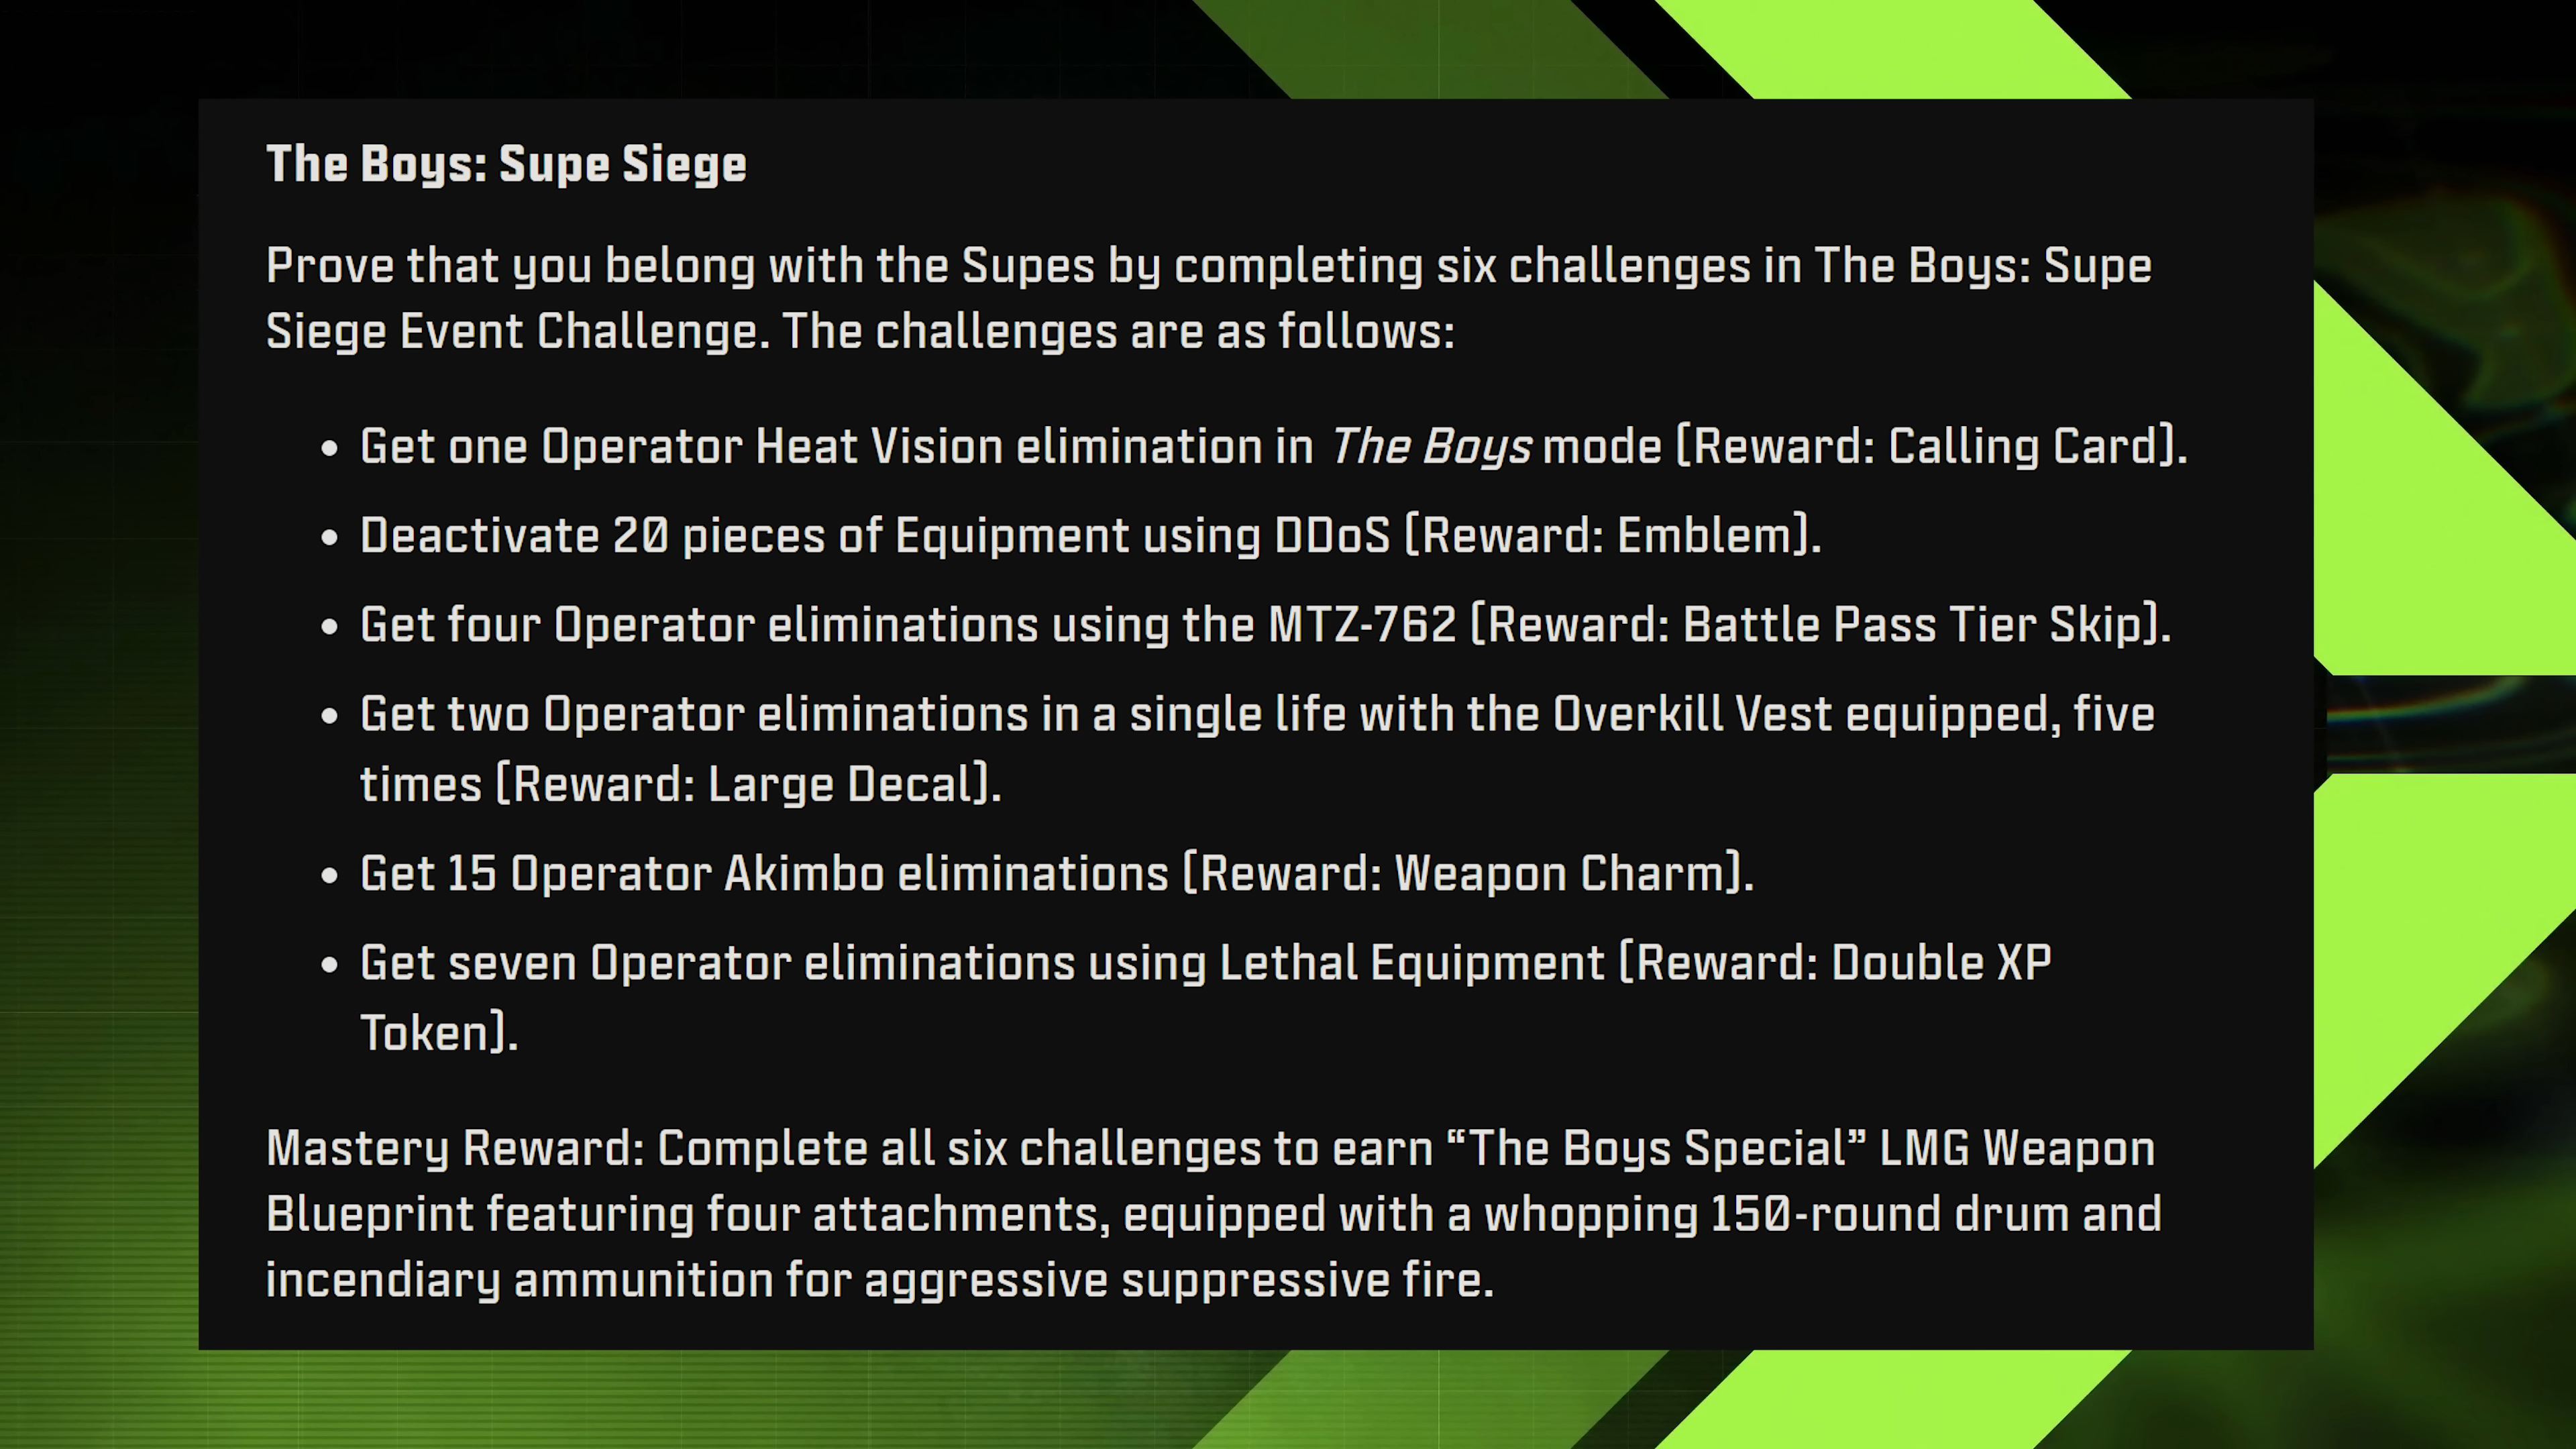 The Boys: Supe Siege
Prove that you belong with the Supes by completing six challenges in The Boys: Supe
Siege Event Challenge. The challenges are as follows:
• Get one Operator Heat Vision elimination in The Boys mode [Reward: Calling Card].
• Deactivate 20 pieces of Equipment using DDoS [Reward: Emblem].
• Get four Operator eliminations using the MTZ-762 [Reward: Battle Pass Tier Skip].
• Get two Operator eliminations in a single life with the Overkill Vest equipped, five
times [Reward: Large Decal].
• Get 15 Operator Akimbo eliminations [Reward: Weapon Charm].
• Get seven Operator eliminations using Lethal Equipment [Reward: Double XP
Token].
Mastery Reward: Complete all six challenges to earn “The Boys Special” LMG Weapon
Blueprint featuring four attachments, equipped with a whopping 150-round drum and
incendiary ammunition for aggressive suppressive fire.